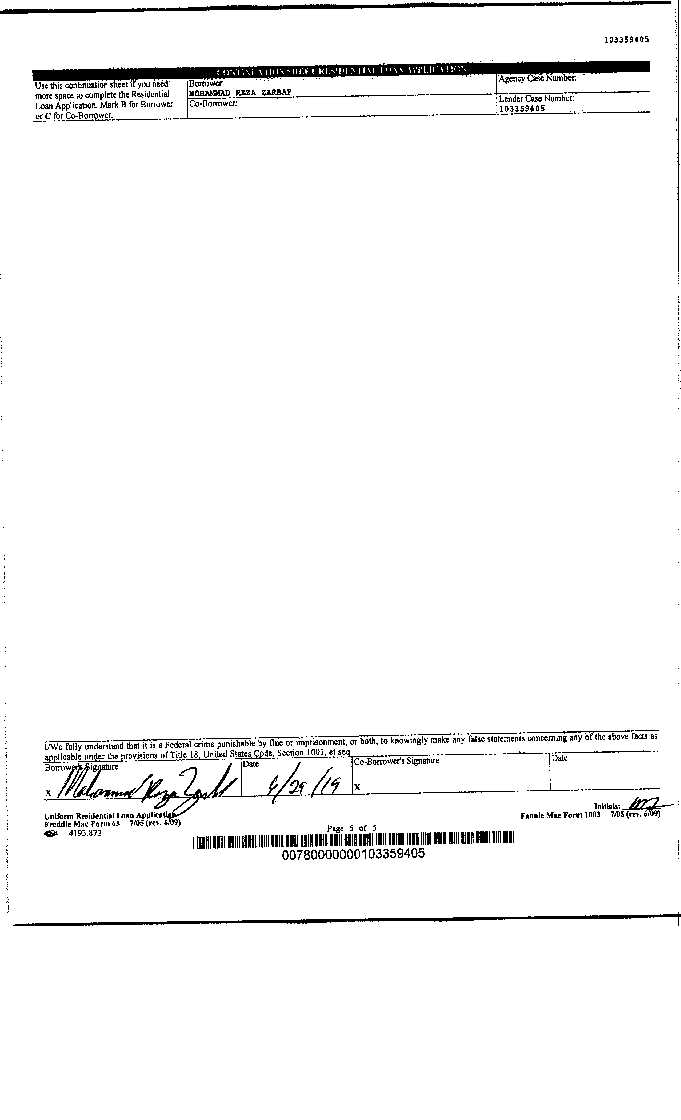 103359405
CONTINUATION SHEET/RESIDENTIAL LOAN APPLICATION
Use this continuation sheet if you need
more space to complete the Residential
Loan Application. Mark B for Borrower
or C for Co-Borrower.
Borrower
MOHAMMAD REZA ZARBAF
Co-Borrower:
Agency Case Number:
Lender Case Number:
103359405
I/We fully understand that it is a Federal crime punishable by fine or imprisonment, or both, to knowingly make any false statements concerning any of the above facts as
applicable under the provisions of Title 18, United States Code, Section 1001, et seq
Borrower's Signature
Date
Co-Borrower's Signature
Date
X Mohammad Reza 6/29/19
X
Uniform Residential Loan Application
Freddie Mac Form 65 7/05 (rev. 6/09)
4193.873
Page 5 of 5
Initials:
Fannie Mae Form 1003 7/05 (rev. 6/09)
00780000000103359405